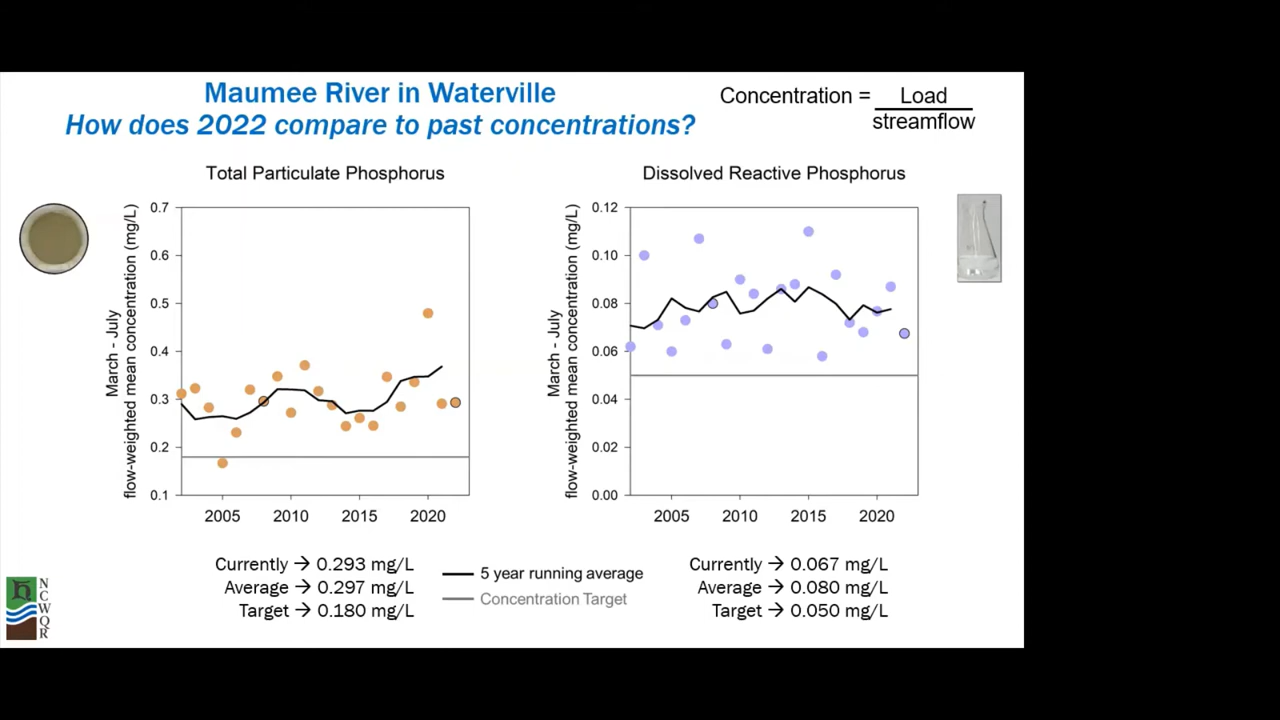 Maumee River in Waterville
How does 2022 compare to past concentrations?
Concentration = Load
streamflow
Total Particulate Phosphorus
March - July
flow-weighted mean concentration (mg/L)
0.7
0.6
0.5
0.4
0.3
0.2
0.1
2005 2010 2015 2020
Dissolved Reactive Phosphorus
March - July
flow-weighted mean concentration (mg/L)
0.12
0.10
0.08
0.06
0.04
0.02
0.00
2005 2010 2015 2020
Currently → 0.293 mg/L
Average → 0.297 mg/L
Target → 0.180 mg/L
5 year running average
Concentration Target
Currently → 0.067 mg/L
Average → 0.080 mg/L
Target → 0.050 mg/L
NCWQR